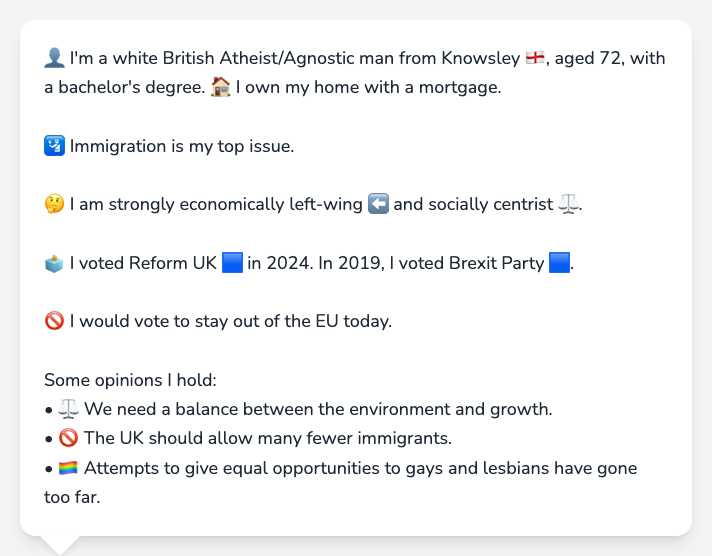 👤 I'm a white British Atheist/Agnostic man from Knowsley 🏴󠁧󠁢󠁥󠁮󠁧󠁿, aged 72, with
a bachelor's degree. 🏠 I own my home with a mortgage.
🛂 Immigration is my top issue.
🤔 I am strongly economically left-wing ⬅️ and socially centrist ⚖️.
🗳️ I voted Reform UK 🟦 in 2024. In 2019, I voted Brexit Party 🟦.
🚫 I would vote to stay out of the EU today.
Some opinions I hold:
• ⚖️ We need a balance between the environment and growth.
• 🚫 The UK should allow many fewer immigrants.
• 🏳️‍🌈 Attempts to give equal opportunities to gays and lesbians have gone
too far.